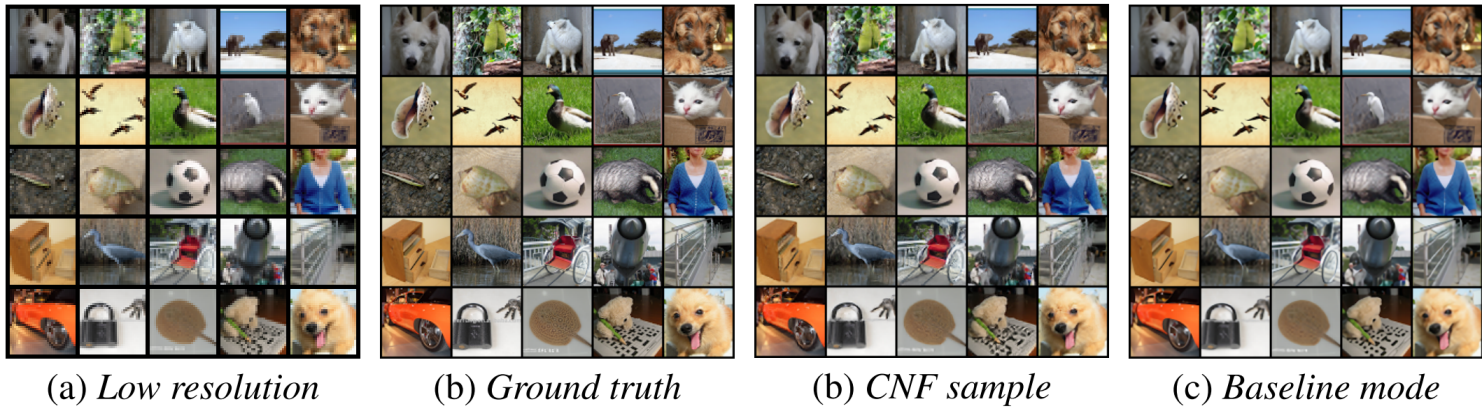 (a) Low resolution
(b) Ground truth
(b) CNF sample
(c) Baseline mode